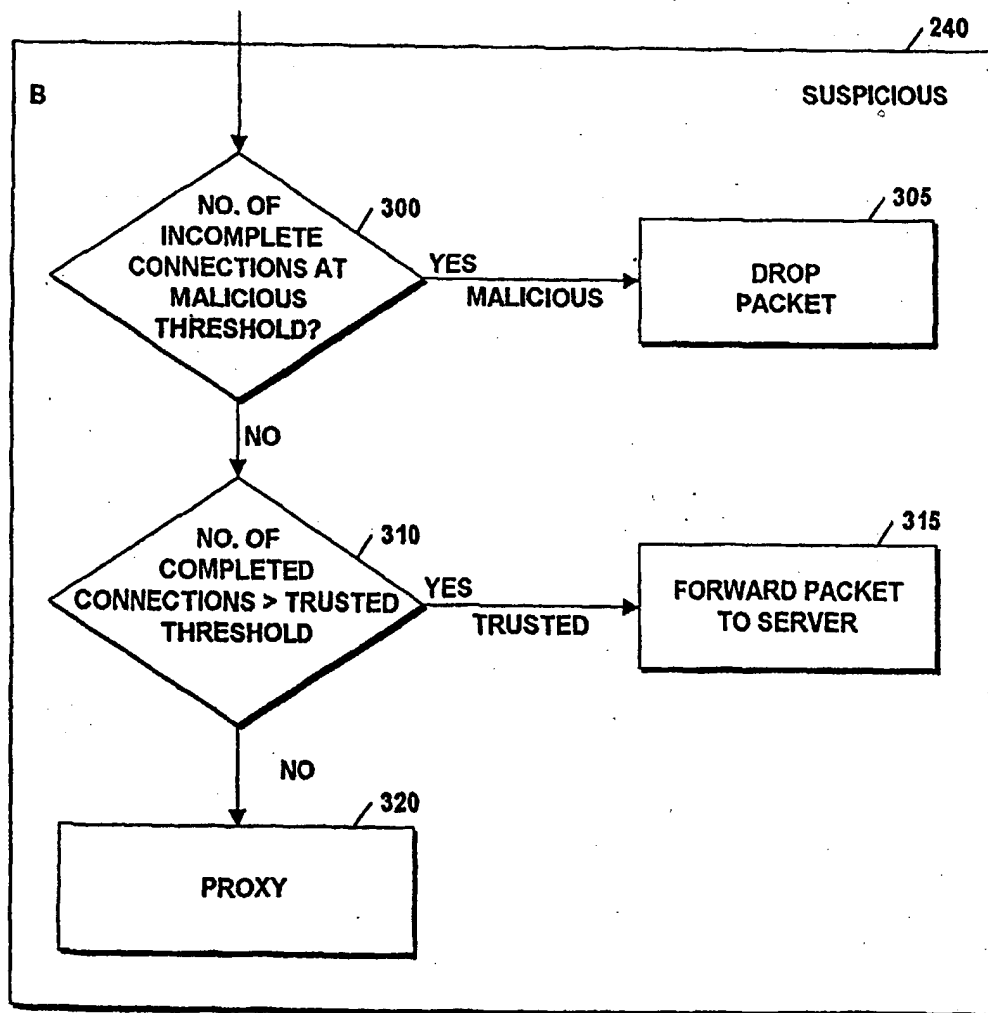 240
B
SUSPICIOUS
NO. OF
INCOMPLETE
CONNECTIONS AT
MALICIOUS
THRESHOLD?
300
YES
MALICIOUS
305
DROP
PACKET
NO
NO. OF
COMPLETED
CONNECTIONS > TRUSTED
THRESHOLD
310
YES
TRUSTED
315
FORWARD PACKET
TO SERVER
NO
320
PROXY